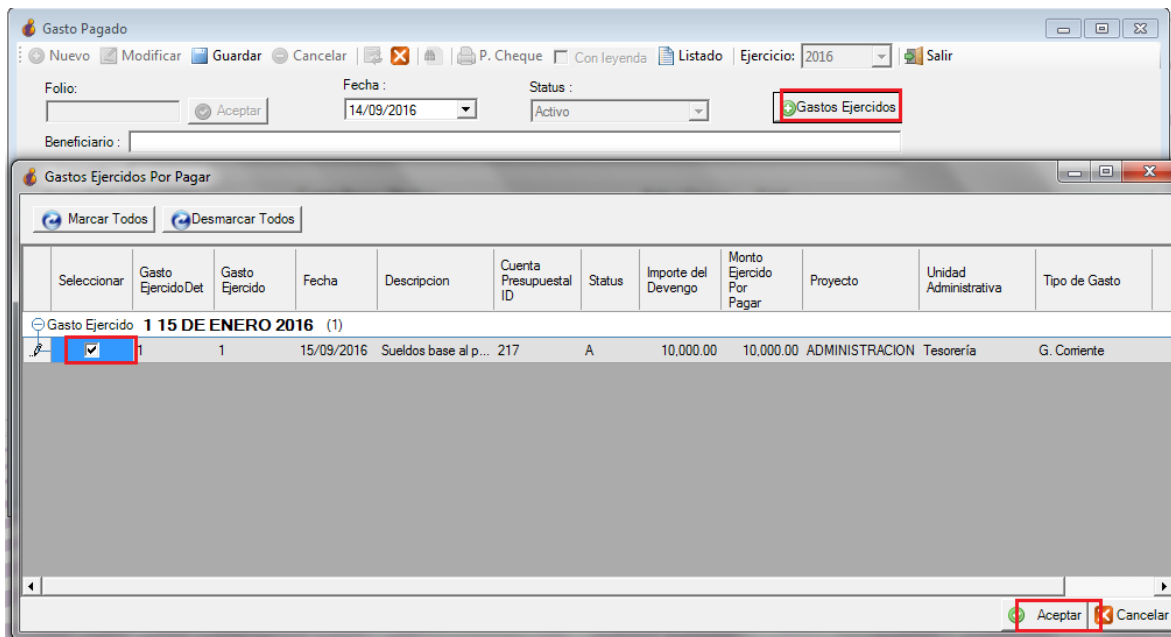 Gasto Pagado
Nuevo Modificar Guardar Cancelar P. Cheque Con leyenda Listado Ejercicio: 2016 Salir
Folio: Fecha : Status :
Aceptar 14/09/2016 Activo Gastos Ejercidos
Beneficiario :
Gastos Ejercidos Por Pagar
Marcar Todos Desmarcar Todos
Seleccionar Gasto EjercidoDet Gasto Ejercido Fecha Descripcion Cuenta Presupuestal ID Status Importe del Devengo Monto Ejercido Por Pagar Proyecto Unidad Administrativa Tipo de Gasto
Gasto Ejercido 1 15 DE ENERO 2016 (1)
1 1 15/09/2016 Sueldos base al p... 217 A 10,000.00 10,000.00 ADMINISTRACION Tesorería G. Corriente
Aceptar Cancelar